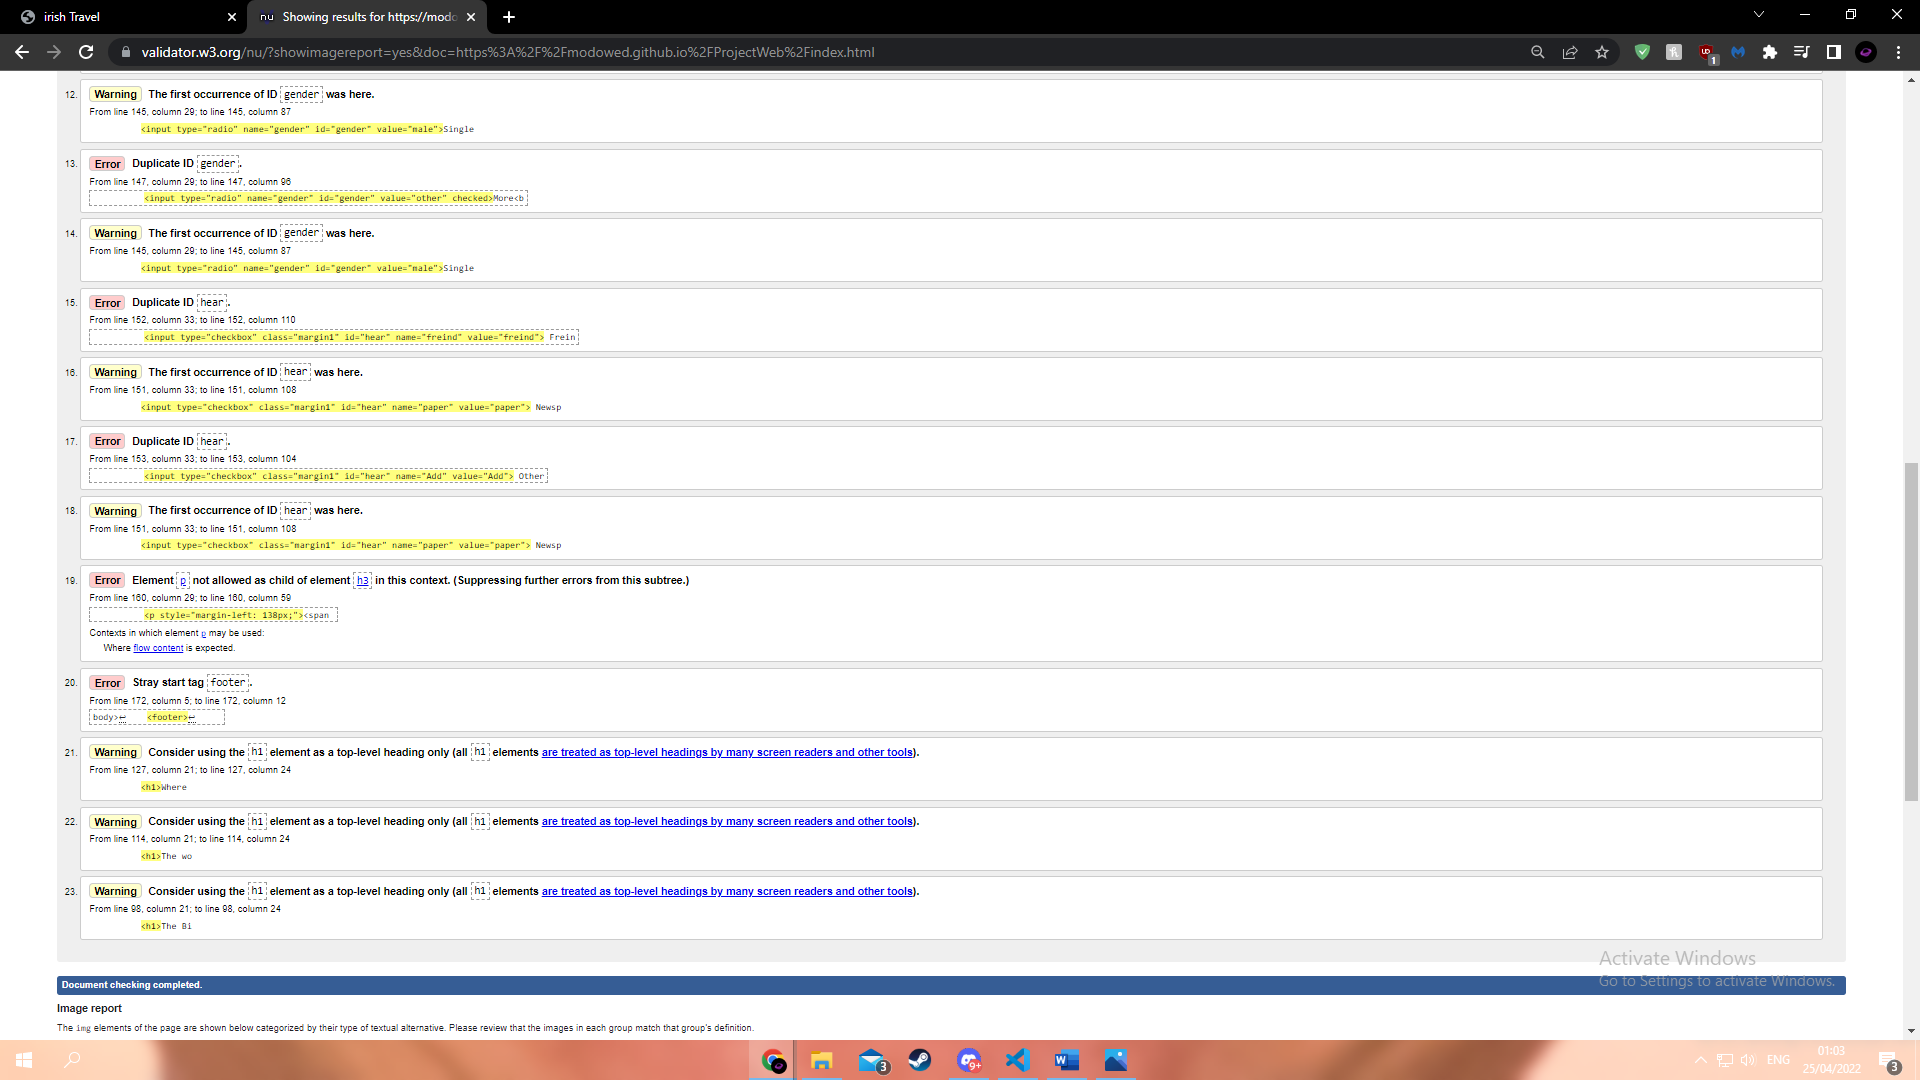 irish Travel
nu Showing results for https://modo
validator.w3.org/nu/?showimagereport=yes&doc=https%3A%2F%2Fmodowed.github.io%2FProjectWeb%2Findex.html
12. Warning The first occurrence of ID gender was here.
From line 145, column 29; to line 145, column 87
<input type="radio" name="gender" id="gender" value="male">Single
13. Error Duplicate ID gender.
From line 147, column 29; to line 147, column 96
<input type="radio" name="gender" id="gender" value="other" checked>More<b
14. Warning The first occurrence of ID gender was here.
From line 145, column 29; to line 145, column 87
<input type="radio" name="gender" id="gender" value="male">Single
15. Error Duplicate ID hear.
From line 152, column 33; to line 152, column 110
<input type="checkbox" class="margin1" id="hear" name="freind" value="freind"> Frein
16. Warning The first occurrence of ID hear was here.
From line 151, column 33; to line 151, column 108
<input type="checkbox" class="margin1" id="hear" name="paper" value="paper"> Newsp
17. Error Duplicate ID hear.
From line 153, column 33; to line 153, column 104
<input type="checkbox" class="margin1" id="hear" name="Add" value="Add"> Other
18. Warning The first occurrence of ID hear was here.
From line 151, column 33; to line 151, column 108
<input type="checkbox" class="margin1" id="hear" name="paper" value="paper"> Newsp
19. Error Element p not allowed as child of element h3 in this context. (Suppressing further errors from this subtree.)
From line 160, column 29; to line 160, column 59
<p style="margin-left: 138px;"><span
Contexts in which element p may be used:
Where flow content is expected.
20. Error Stray start tag footer.
From line 172, column 5; to line 172, column 12
body>↩ <footer>↩
21. Warning Consider using the h1 element as a top-level heading only (all h1 elements are treated as top-level headings by many screen readers and other tools).
From line 127, column 21; to line 127, column 24
<h1>Where
22. Warning Consider using the h1 element as a top-level heading only (all h1 elements are treated as top-level headings by many screen readers and other tools).
From line 114, column 21; to line 114, column 24
<h1>The wo
23. Warning Consider using the h1 element as a top-level heading only (all h1 elements are treated as top-level headings by many screen readers and other tools).
From line 98, column 21; to line 98, column 24
<h1>The Bi
Activate Windows
Go to Settings to activate Windows.
Document checking completed.
Image report
The img elements of the page are shown below categorized by their type of textual alternative. Please review that the images in each group match that group's definition.
3
9+
ENG
01:03
25/04/2022
3